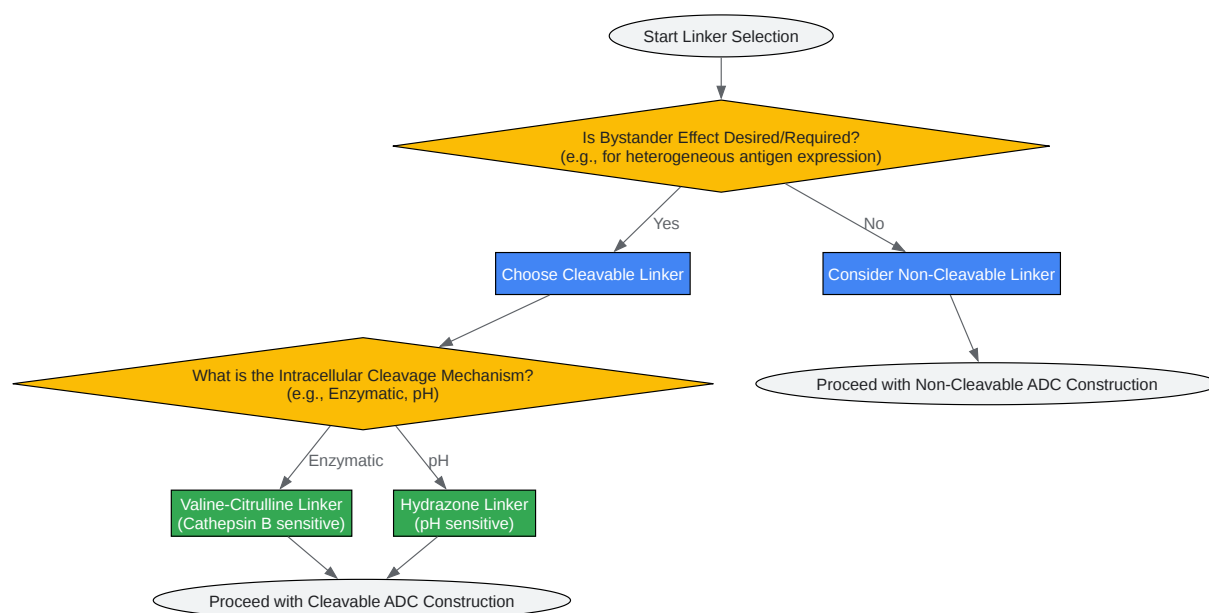 Start Linker Selection
Is Bystander Effect Desired/Required?
(e.g., for heterogeneous antigen expression)
Yes
No
Choose Cleavable Linker
Consider Non-Cleavable Linker
What is the Intracellular Cleavage Mechanism?
(e.g., Enzymatic, pH)
Proceed with Non-Cleavable ADC Construction
Enzymatic
pH
Valine-Citrulline Linker
(Cathepsin B sensitive)
Hydrazone Linker
(pH sensitive)
Proceed with Cleavable ADC Construction